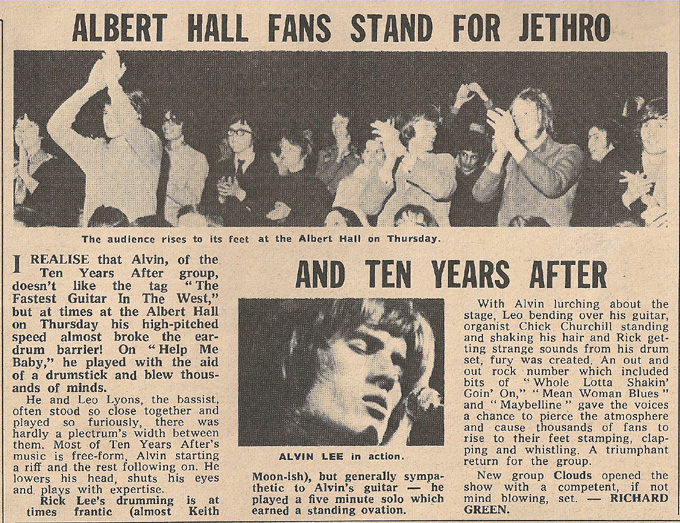 ALBERT HALL FANS STAND FOR JETHRO
The audience rises to its feet at the Albert Hall on Thursday.
AND TEN YEARS AFTER
I REALISE that Alvin, of the
Ten Years After group,
doesn't like the tag "The
Fastest Guitar In The West,"
but at times at the Albert Hall
on Thursday his high-pitched
speed almost broke the ear-
drum barrier! On "Help Me
Baby," he played with the aid
of a drumstick and blew thous-
ands of minds.
He and Leo Lyons, the bassist,
often stood so close together and
played so furiously, there was
hardly a plectrum's width between
them. Most of Ten Years After's
music is free-form, Alvin starting
a riff and the rest following on. He
lowers his head, shuts his eyes
and plays with expertise.
Rick Lee's drumming is at
times frantic (almost Keith
ALVIN LEE in action.
Moon-ish), but generally sympa-
thetic to Alvin's guitar — he
played a five minute solo which
earned a standing ovation.
With Alvin lurching about the
stage, Leo bending over his guitar,
organist Chick Churchill standing
and shaking his hair and Rick get-
ting strange sounds from his drum
set, fury was created. An out and
out rock number which included
bits of "Whole Lotta Shakin'
Goin' On," "Mean Woman Blues"
and "Maybelline" gave the voices
a chance to pierce the atmosphere
and cause thousands of fans to
rise to their feet stamping, clap-
ping and whistling. A triumphant
return for the group.
New group Clouds opened the
show with a competent, if not
mind blowing, set. — RICHARD
GREEN.